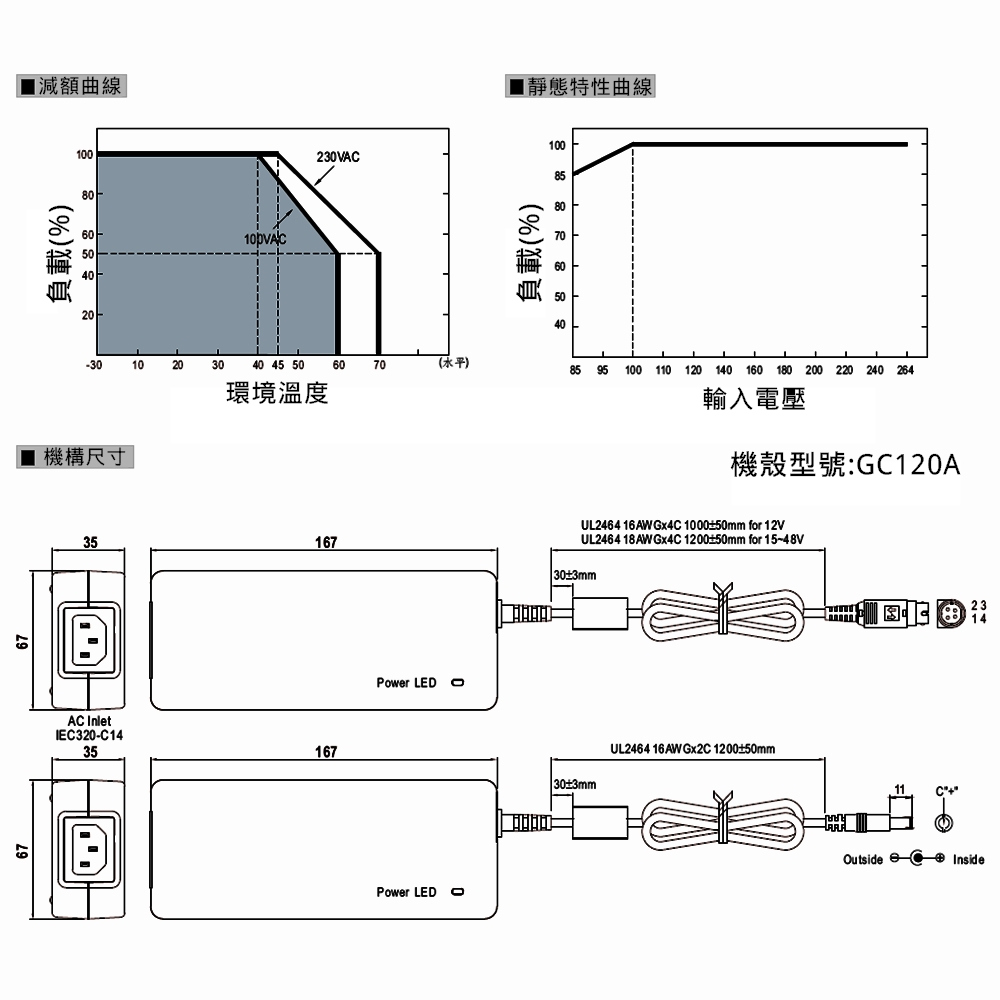 ■減額曲線
100
80
60
50
40
20
負載(%)
230VAC
100VAC
-30 10 20 30 40 45 50 60 70 (水平)
環境溫度
■靜態特性曲線
100
85
80
70
60
50
40
負載(%)
85 95 100 110 120 140 160 180 200 220 240 264
輸入電壓
■ 機構尺寸
機殼型號:GC120A
35
167
UL2464 16AWGx4C 1000±50mm for 12V
UL2464 18AWGx4C 1200±50mm for 15~48V
30±3mm
67
2 3
1 4
Power LED
AC Inlet
IEC320-C14
35
167
UL2464 16AWGx2C 1200±50mm
30±3mm
11
C"+"
67
Outside
Inside
Power LED